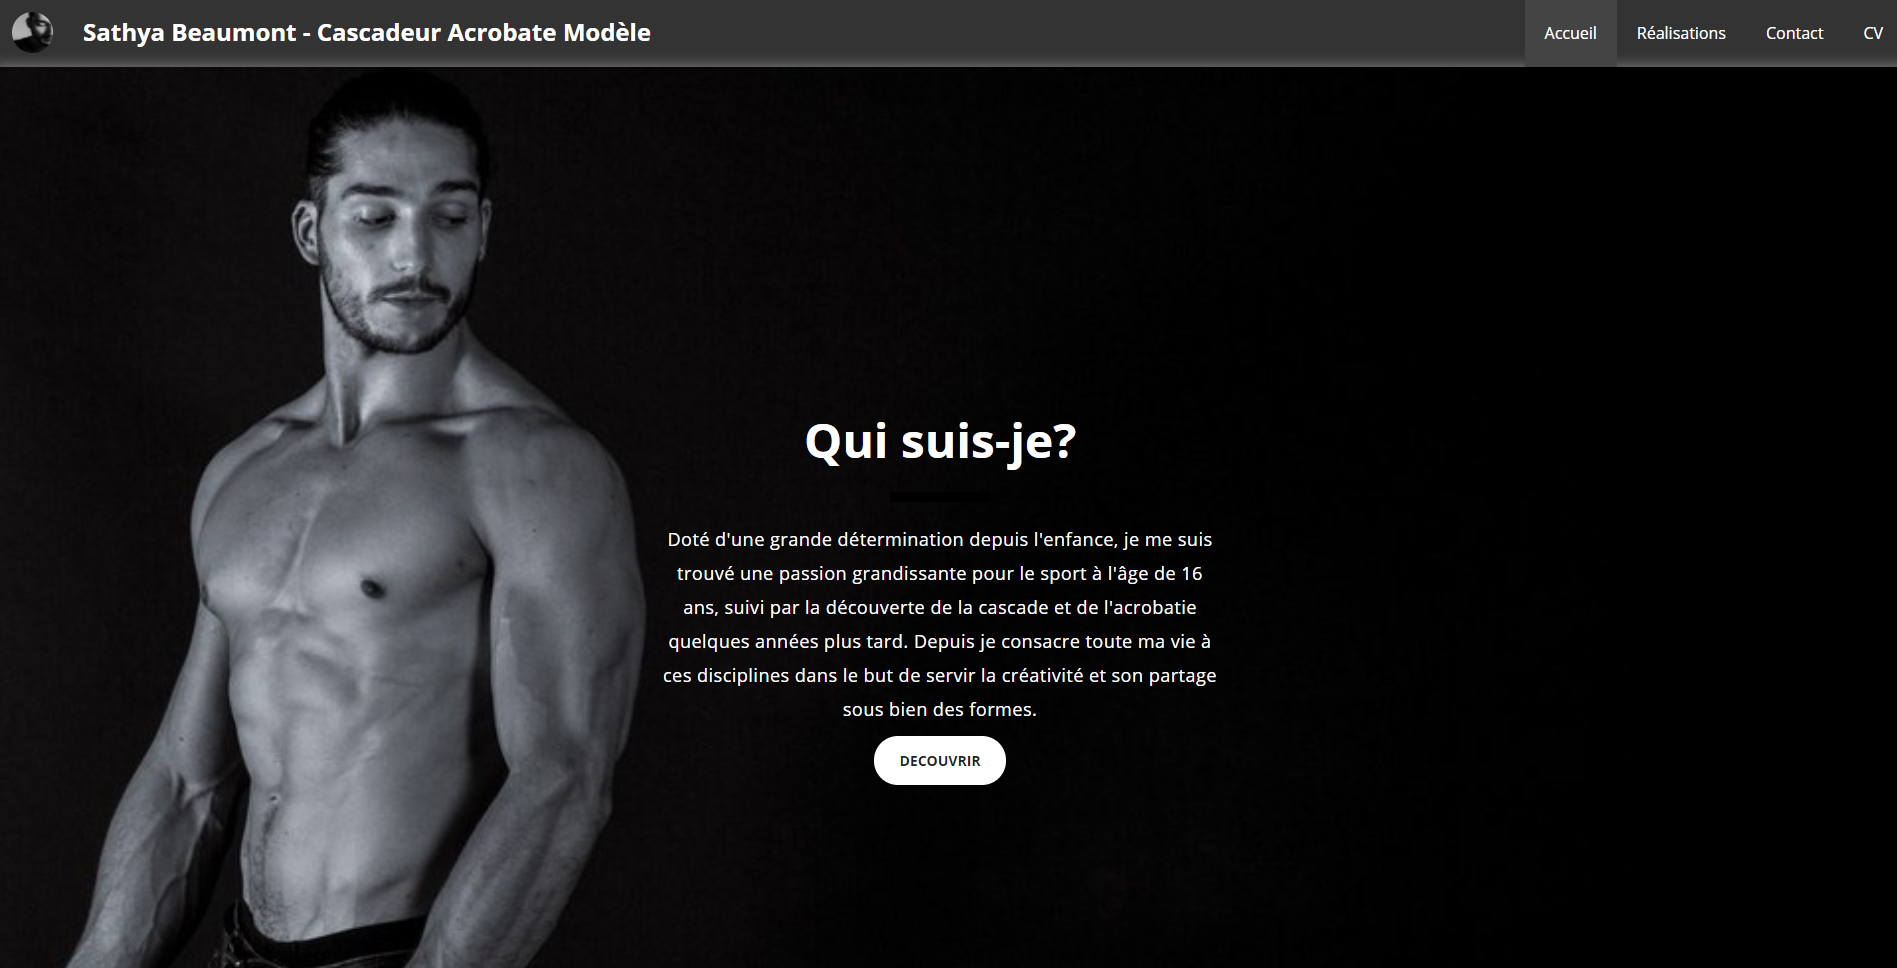 Sathya Beaumont - Cascadeur Acrobate Modèle
Accueil
Réalisations
Contact
CV
Qui suis-je?
Doté d'une grande détermination depuis l'enfance, je me suis
trouvé une passion grandissante pour le sport à l'âge de 16
ans, suivi par la découverte de la cascade et de l'acrobatie
quelques années plus tard. Depuis je consacre toute ma vie à
ces disciplines dans le but de servir la créativité et son partage
sous bien des formes.
DECOUVRIR